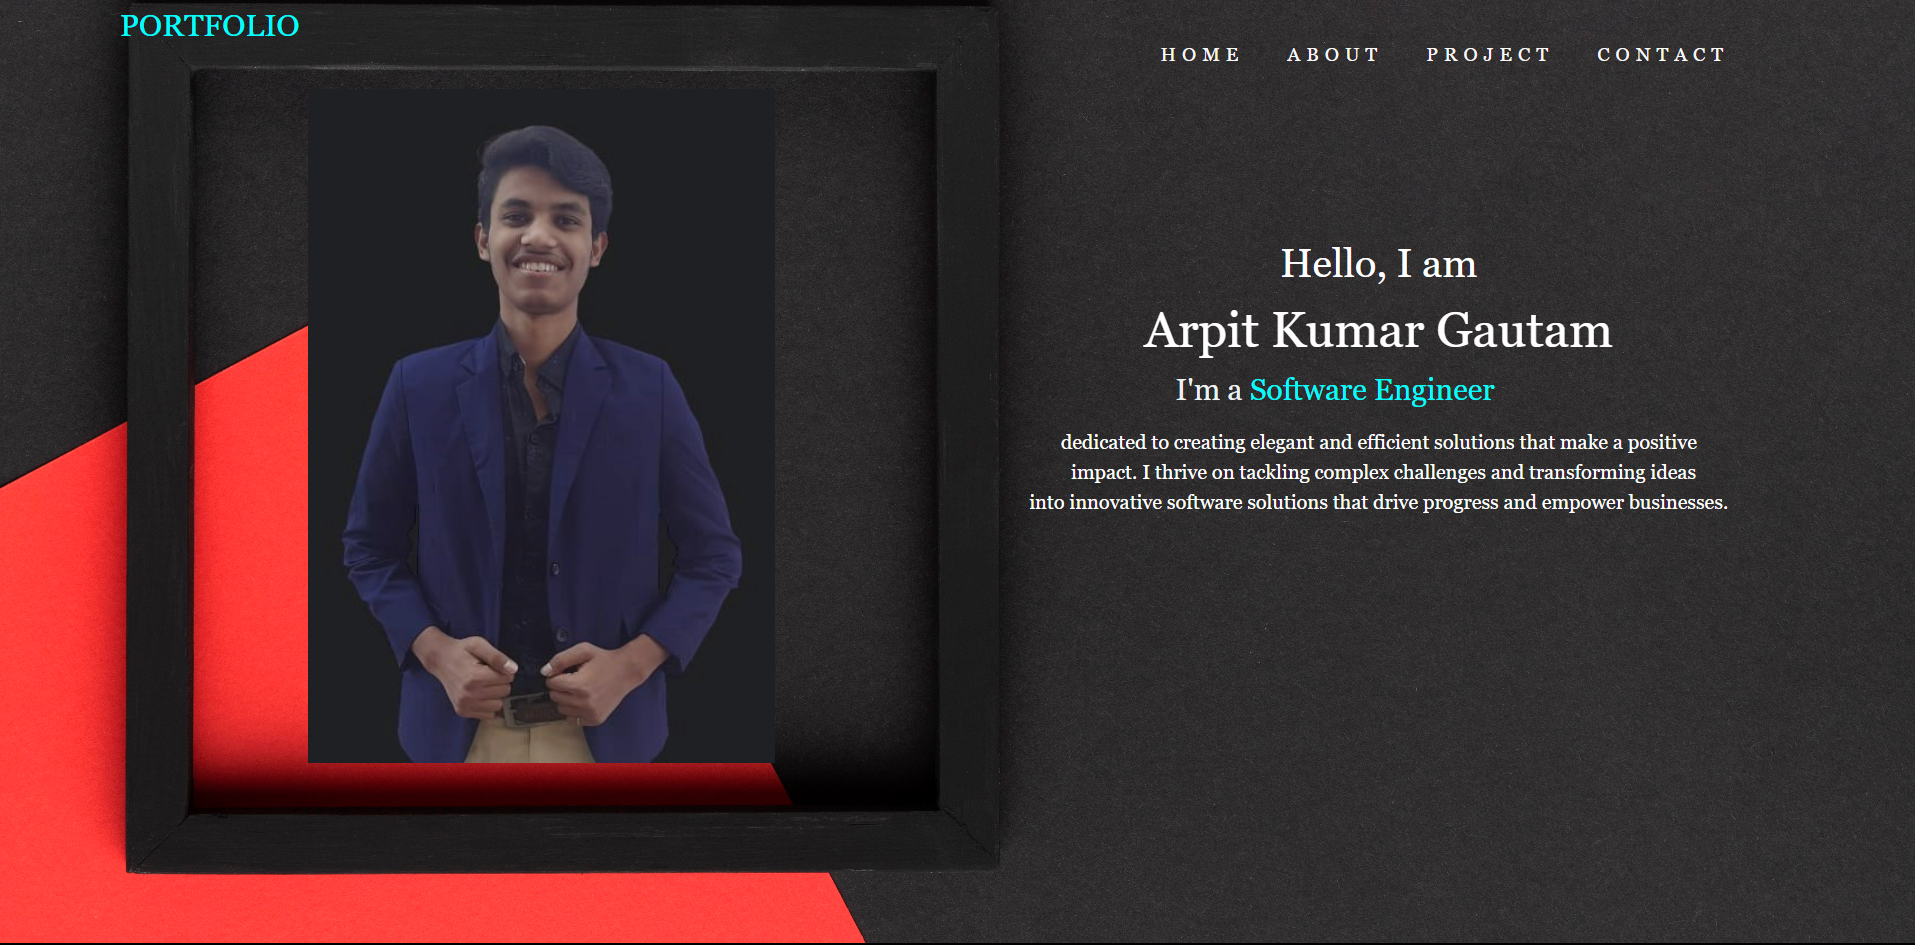 PORTFOLIO
HOME ABOUT PROJECT CONTACT
Hello, I am
Arpit Kumar Gautam
I'm a Software Engineer
dedicated to creating elegant and efficient solutions that make a positive
impact. I thrive on tackling complex challenges and transforming ideas
into innovative software solutions that drive progress and empower businesses.